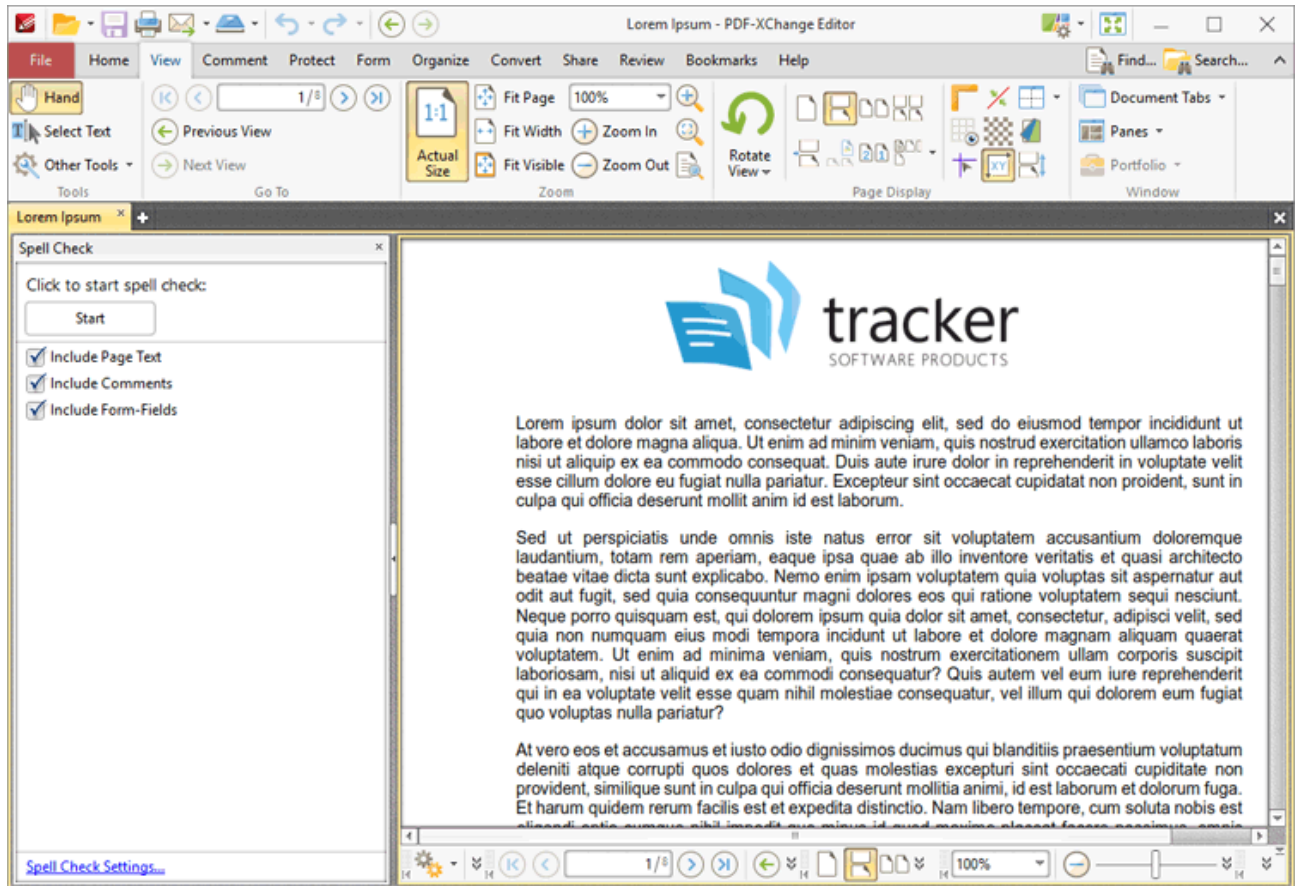 Lorem Ipsum - PDF-XChange Editor
File Home View Comment Protect Form Organize Convert Share Review Bookmarks Help Find... Search...
Hand
Select Text
Other Tools
Tools
1/8
Previous View
Next View
Go To
1:1
Actual
Size
Fit Page 100%
Fit Width Zoom In
Fit Visible Zoom Out
Zoom
Rotate
View
Page Display
XY
Document Tabs
Panes
Portfolio
Window
Lorem Ipsum
Spell Check
Click to start spell check:
Start
Include Page Text
Include Comments
Include Form-Fields
Spell Check Settings...
tracker
SOFTWARE PRODUCTS
Lorem ipsum dolor sit amet, consectetur adipiscing elit, sed do eiusmod tempor incididunt ut
labore et dolore magna aliqua. Ut enim ad minim veniam, quis nostrud exercitation ullamco laboris
nisi ut aliquip ex ea commodo consequat. Duis aute irure dolor in reprehenderit in voluptate velit
esse cillum dolore eu fugiat nulla pariatur. Excepteur sint occaecat cupidatat non proident, sunt in
culpa qui officia deserunt mollit anim id est laborum.
Sed ut perspiciatis unde omnis iste natus error sit voluptatem accusantium doloremque
laudantium, totam rem aperiam, eaque ipsa quae ab illo inventore veritatis et quasi architecto
beatae vitae dicta sunt explicabo. Nemo enim ipsam voluptatem quia voluptas sit aspernatur aut
odit aut fugit, sed quia consequuntur magni dolores eos qui ratione voluptatem sequi nesciunt.
Neque porro quisquam est, qui dolorem ipsum quia dolor sit amet, consectetur, adipisci velit, sed
quia non numquam eius modi tempora incidunt ut labore et dolore magnam aliquam quaerat
voluptatem. Ut enim ad minima veniam, quis nostrum exercitationem ullam corporis suscipit
laboriosam, nisi ut aliquid ex ea commodi consequatur? Quis autem vel eum iure reprehenderit
qui in ea voluptate velit esse quam nihil molestiae consequatur, vel illum qui dolorem eum fugiat
quo voluptas nulla pariatur?
At vero eos et accusamus et iusto odio dignissimos ducimus qui blanditiis praesentium voluptatum
deleniti atque corrupti quos dolores et quas molestias excepturi sint occaecati cupiditate non
provident, similique sunt in culpa qui officia deserunt mollitia animi, id est laborum et dolorum fuga.
Et harum quidem rerum facilis est et expedita distinctio. Nam libero tempore, cum soluta nobis est
1/8 100%